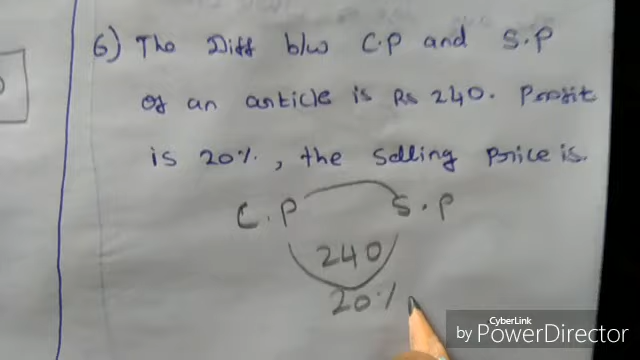 6) The Diff b/w C.P and S.P
of an article is Rs 240. Profit
is 20%, the selling price is.
C.P S.P
240
20%
CyberLink
by PowerDirector